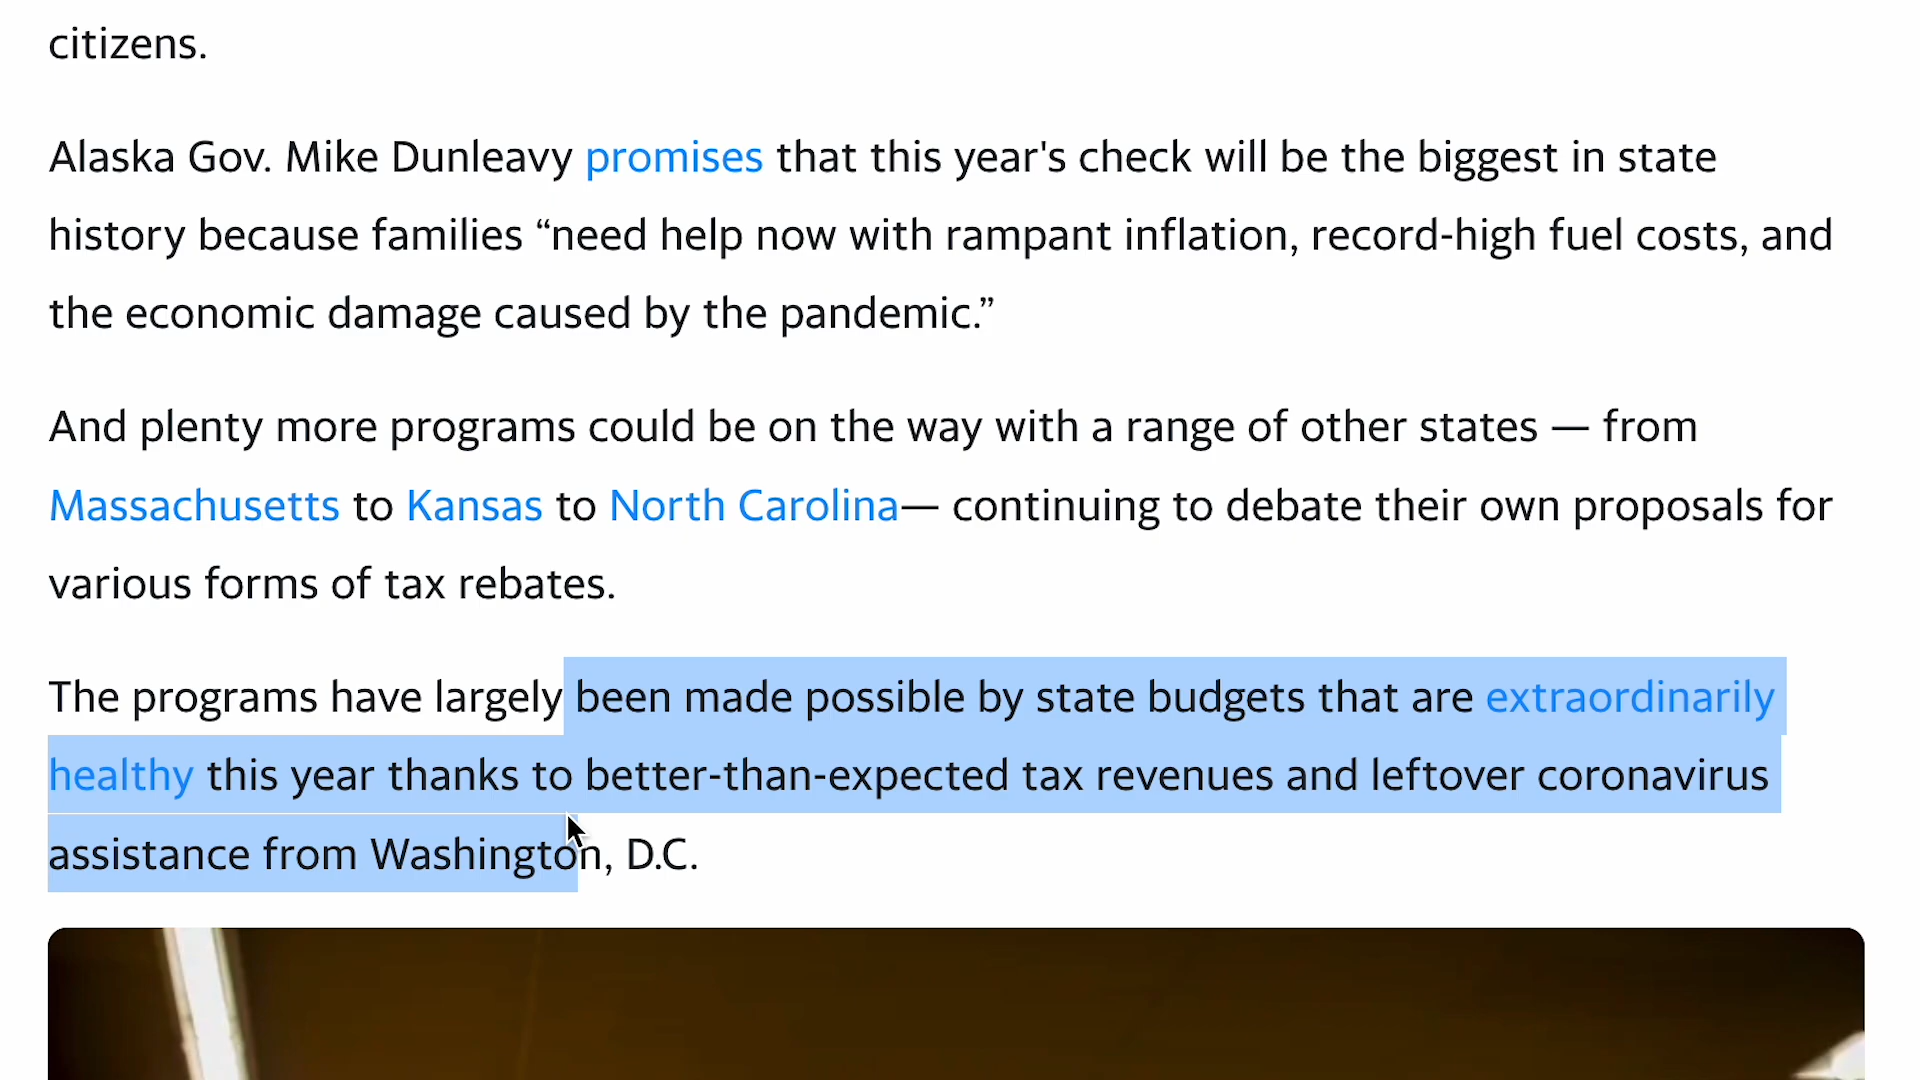 citizens.
Alaska Gov. Mike Dunleavy promises that this year's check will be the biggest in state
history because families “need help now with rampant inflation, record-high fuel costs, and
the economic damage caused by the pandemic.”
And plenty more programs could be on the way with a range of other states — from
Massachusetts to Kansas to North Carolina— continuing to debate their own proposals for
various forms of tax rebates.
The programs have largely been made possible by state budgets that are extraordinarily
healthy this year thanks to better-than-expected tax revenues and leftover coronavirus
assistance from Washington, D.C.